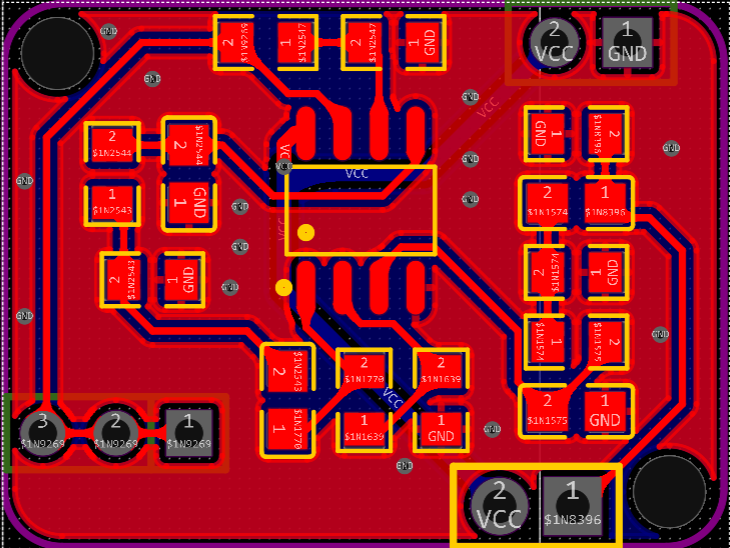 2
$1N9269
1
$1N2547
2
$1N2547
1
GND
2
VCC
1
GND
GND
GND
GND
VCC
GND
1
2
$1N8396
GND
2
$1N2544
2
$1N2544
VCC
VCC
VCC
GND
GND
GND
1
$1N2543
1
GND
GND
2
$1N1574
1
$1N8396
GND
VCC
GND
2
$1N2543
1
GND
GND
2
$1N1574
1
GND
GND
1
$1N1574
2
$1N1575
GND
2
$1N2543
2
$1N1770
2
$1N1639
VCC
3
$1N9269
2
$1N9269
1
$1N9269
1
$1N1770
1
$1N1639
1
GND
GND
2
$1N1575
1
GND
GND
2
VCC
1
$1N8396